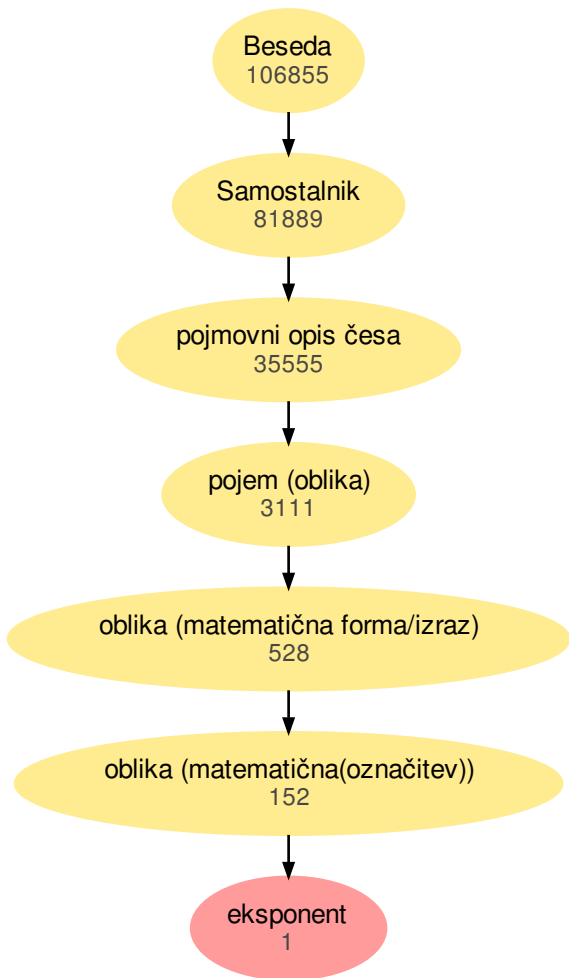 Beseda
106855
Samostalnik
81889
pojmovni opis česa
35555
pojem (oblika)
3111
oblika (matematična forma/izraz)
528
oblika (matematična(označitev))
152
eksponent
1